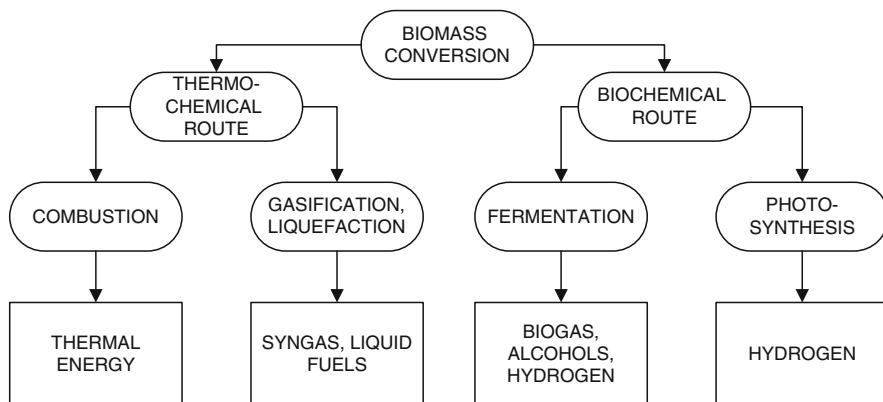 BIOMASS
CONVERSION
THERMO-
CHEMICAL
ROUTE
BIOCHEMICAL
ROUTE
COMBUSTION
GASIFICATION,
LIQUEFACTION
FERMENTATION
PHOTO-
SYNTHESIS
THERMAL
ENERGY
SYNGAS, LIQUID
FUELS
BIOGAS,
ALCOHOLS,
HYDROGEN
HYDROGEN